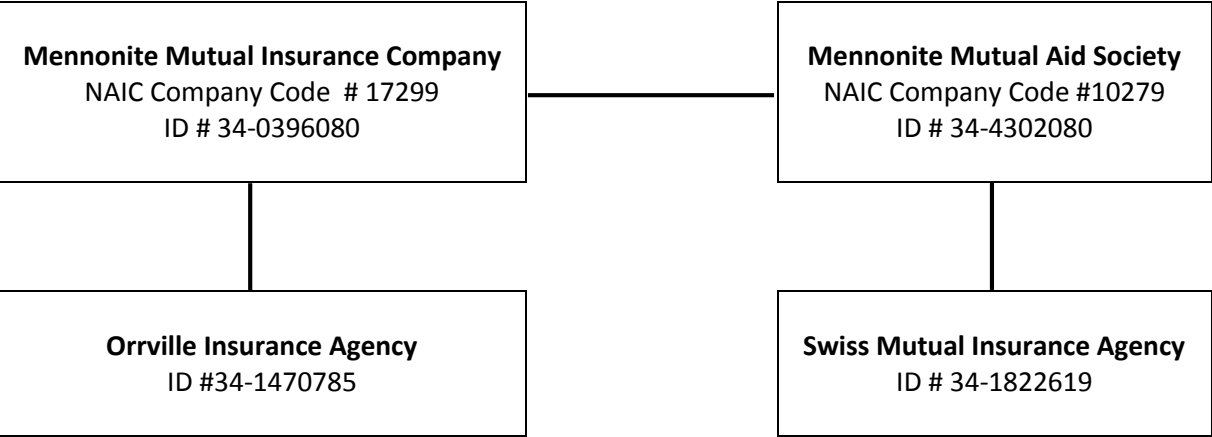 Mennonite Mutual Insurance Company
NAIC Company Code # 17299
ID # 34-0396080
Mennonite Mutual Aid Society
NAIC Company Code #10279
ID # 34-4302080
Orrville Insurance Agency
ID #34-1470785
Swiss Mutual Insurance Agency
ID # 34-1822619